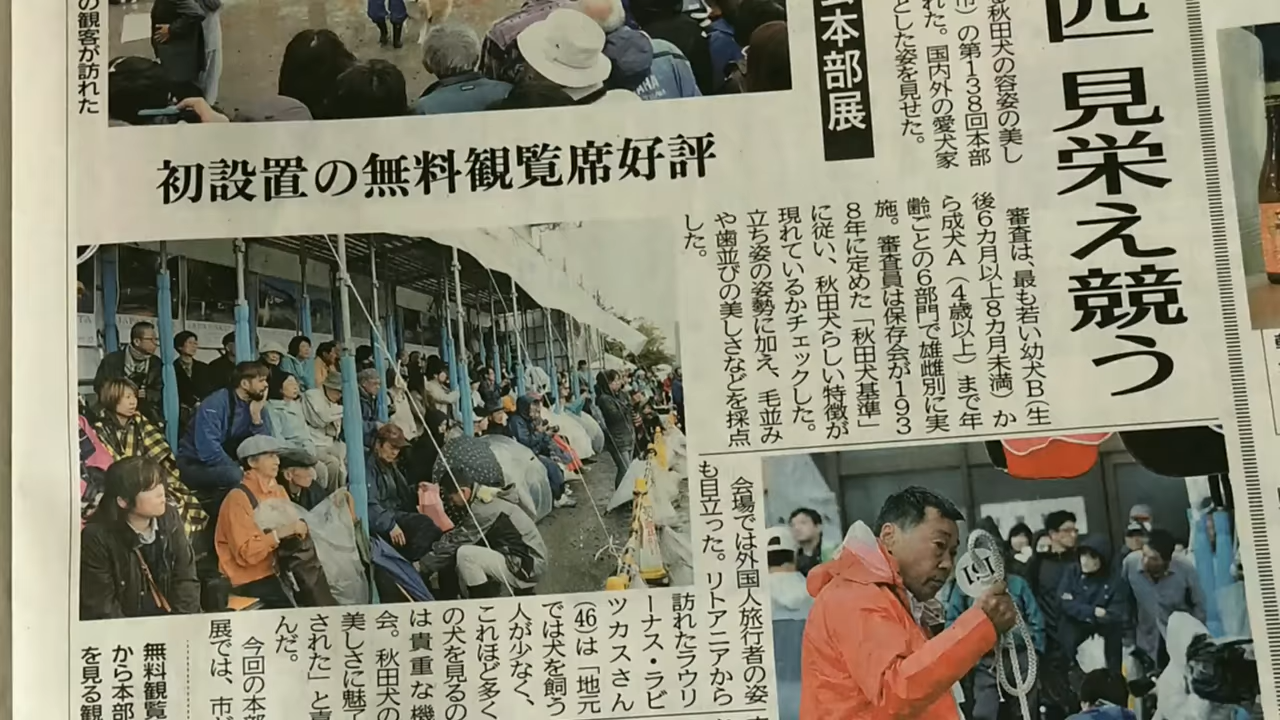 匹 見栄え競う
本部展
る秋田犬の容姿の美し
市）の第138回本部
れた。国内外の愛犬家
とした姿を見せた。
の観客が訪れた
初設置の無料観覧席好評
審査は、最も若い幼犬B（生
後6カ月以上8カ月未満）か
ら成犬A（4歳以上）まで年
齢ごとの6部門で雄雌別に実
施。審査員は保存会が193
8年に定めた「秋田犬基準」
に従い、秋田犬らしい特徴が
現れているかチェックした。
立ち姿の姿勢に加え、毛並み
や歯並びの美しさなどを採点
した。
会場では外国人旅行者の姿
も目立った。リトアニアから
訪れたラウリ
ーナス・ラビ
ツカスさん
（46）は「地元
では犬を飼う
人が少なく、
これほど多く
の犬を見るの
は貴重な機
会。秋田犬の
美しさに魅了
された」と喜
んだ。
今回の本部
展では、市が
無料観覧
から本部
を見る観